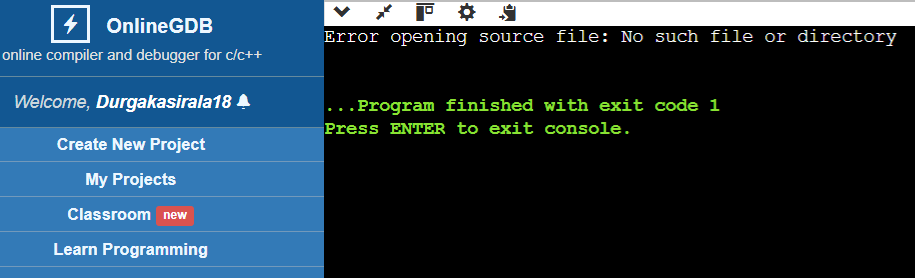 OnlineGDB
online compiler and debugger for c/c++
Welcome, Durgakasirala18
Create New Project
My Projects
Classroom new
Learn Programming
Error opening source file: No such file or directory
...Program finished with exit code 1
Press ENTER to exit console.